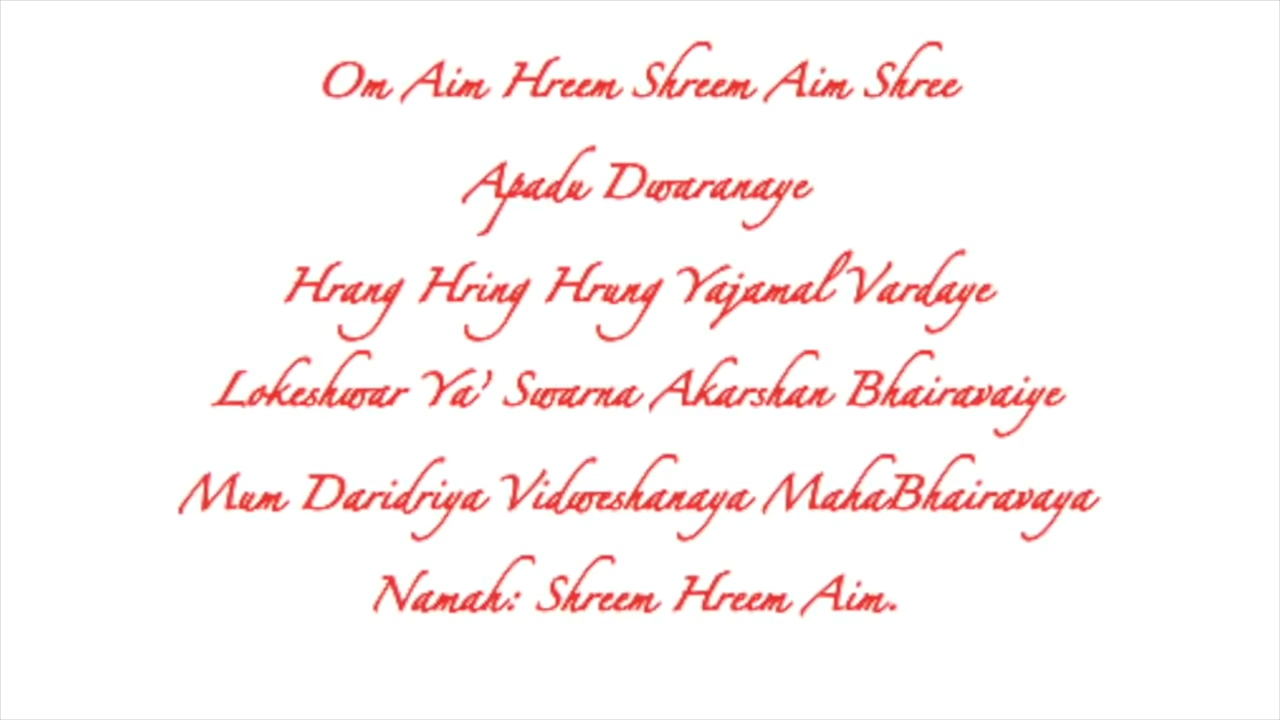 Om Aim Hreem Shreem Aim Shree
Apadu Dwaranaye
Hrang Hring Hrung Yajamal Vardaye
Lokeshwar Ya' Swarna Akarshan Bhairavaiye
Mum Daridriya Vidweshanaya MahaBhairavaya
Namah: Shreem Hreem Aim.